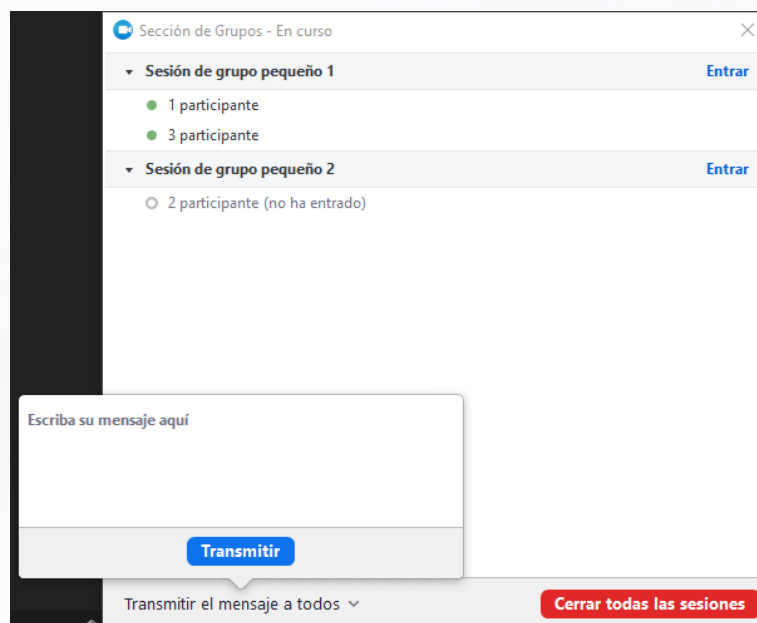 Sección de Grupos - En curso
Sesión de grupo pequeño 1 Entrar
1 participante
3 participante
Sesión de grupo pequeño 2 Entrar
2 participante (no ha entrado)
Escriba su mensaje aquí
Transmitir
Transmitir el mensaje a todos
Cerrar todas las sesiones